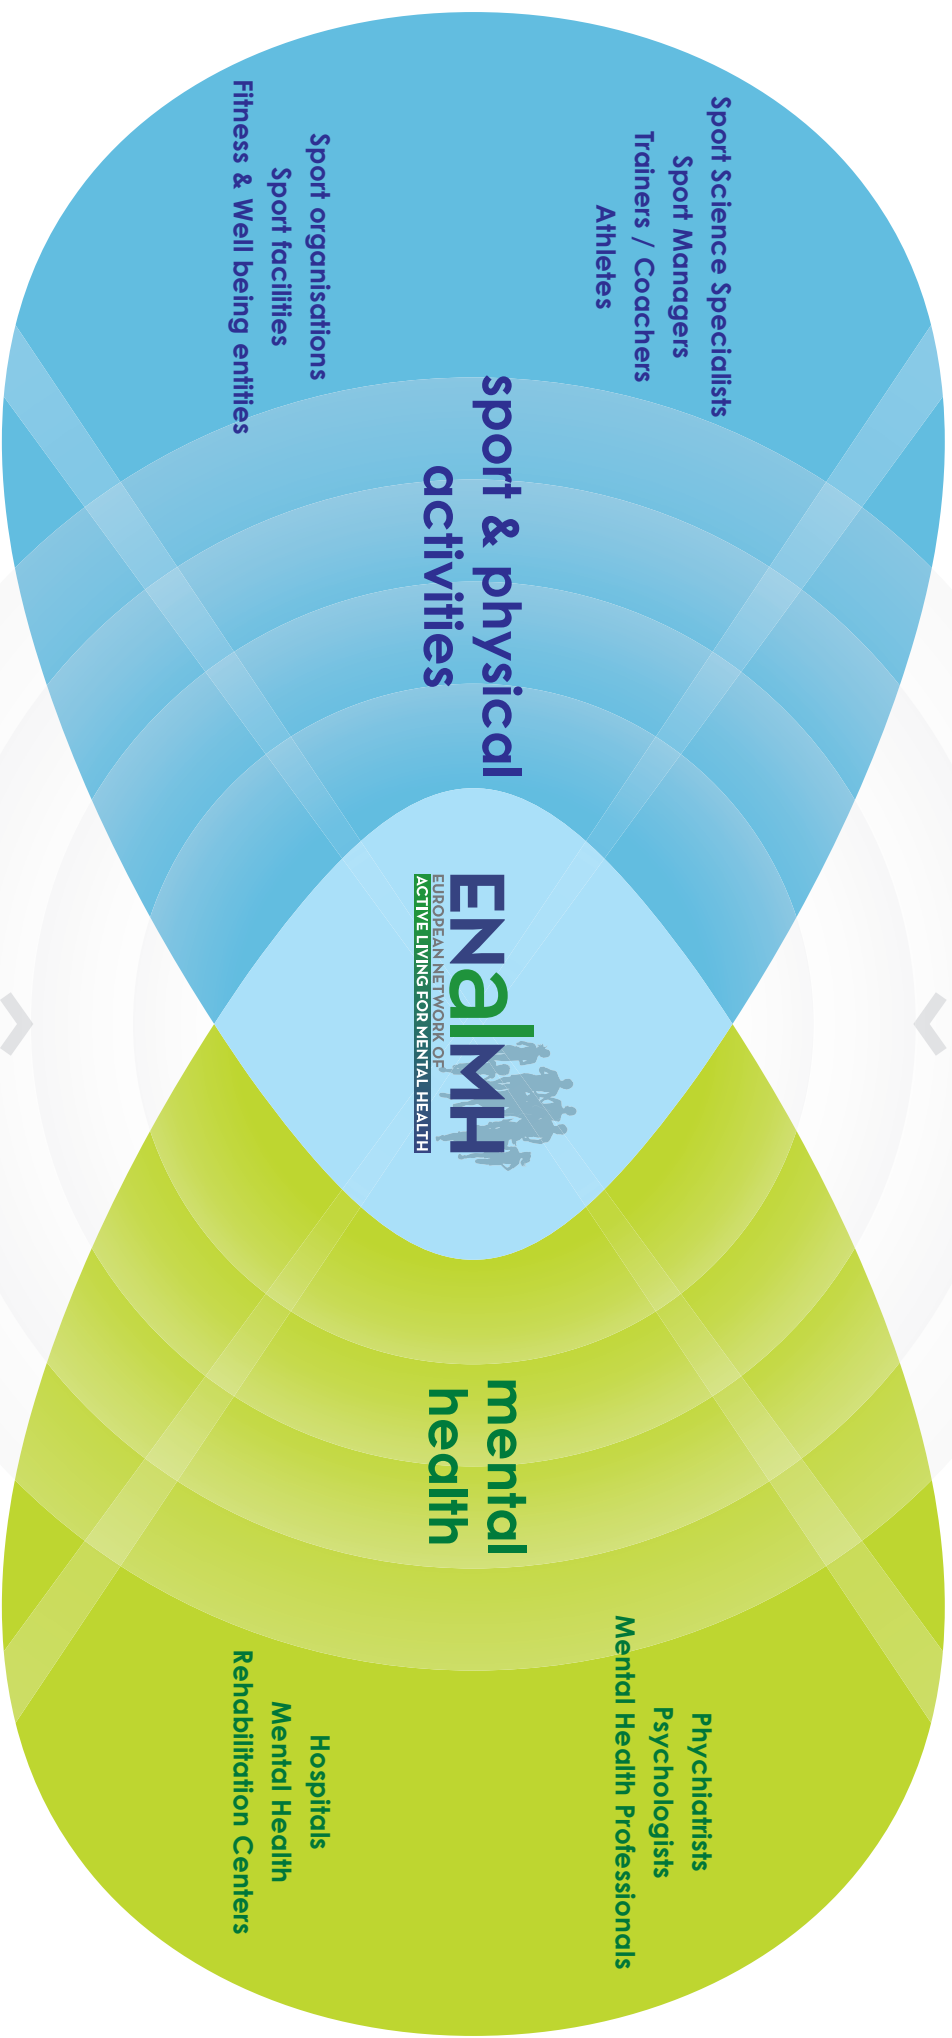 Sport Science Specialists
Sport Managers
Trainers / Coachers
Athletes
sport & physical
activities
Sport organisations
Sport facilities
Fitness & Well being entities
ENalMH
EUROPEAN NETWORK OF
ACTIVE LIVING FOR MENTAL HEALTH
Phychiatrists
Psychologists
Mental Health Professionals
mental
health
Hospitals
Mental Health
Rehabilitation Centers